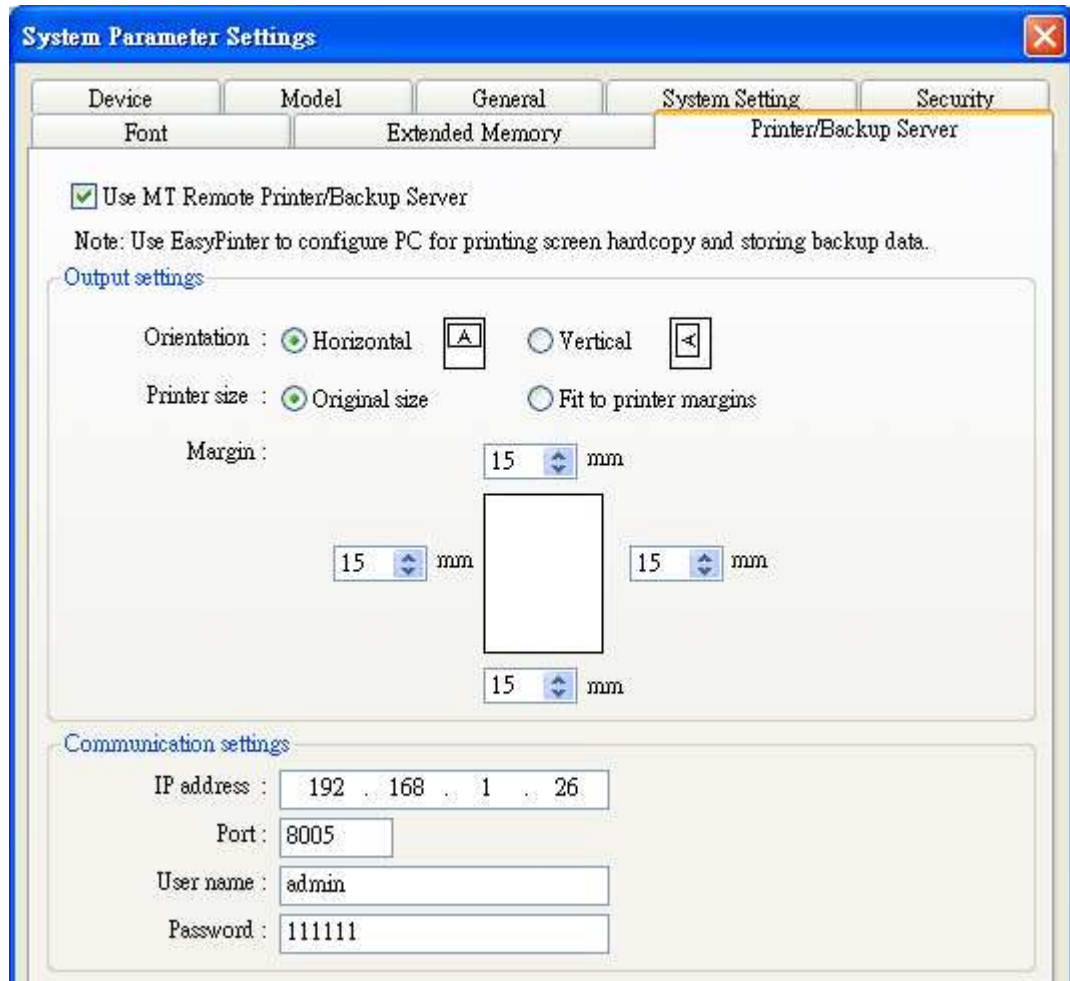 System Parameter Settings
Device Model General System Setting Security
Font Extended Memory Printer/Backup Server
Use MT Remote Printer/Backup Server
Note: Use EasyPinter to configure PC for printing screen hardcopy and storing backup data.
Output settings
Orientation : Horizontal A Vertical A
Printer size : Original size Fit to printer margins
Margin : 15 mm
15 mm 15 mm
15 mm
Communication settings
IP address : 192 . 168 . 1 . 26
Port : 8005
User name : admin
Password : 111111